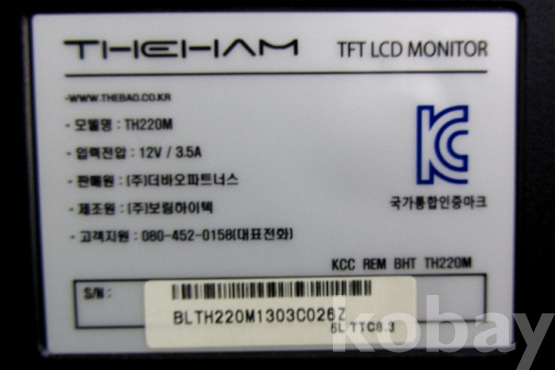 THEHAM TFT LCD MONITOR
-WWW.THEBAO.CO.KR
- 모델명 : TH220M
- 입력전압 : 12V / 3.5A
- 판매원 : (주)더바오파트너스
- 제조원 : (주)보림하이텍
- 고객지원 : 080-452-0158(대표전화)
국가통합인증마크
KCC REM BHT TH220M
S/N :
BLTH220M1303C026Z
6L TTC8.3
kobay